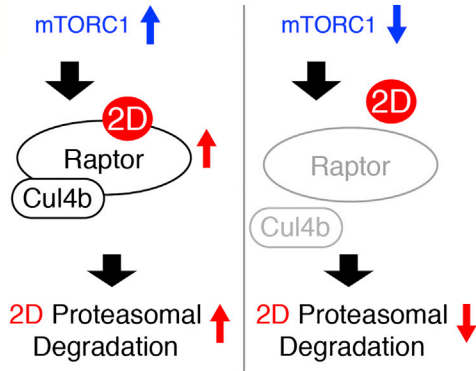 mTORC1
2D
Raptor
Cul4b
2D Proteasomal
Degradation
mTORC1
2D
Raptor
Cul4b
2D Proteasomal
Degradation